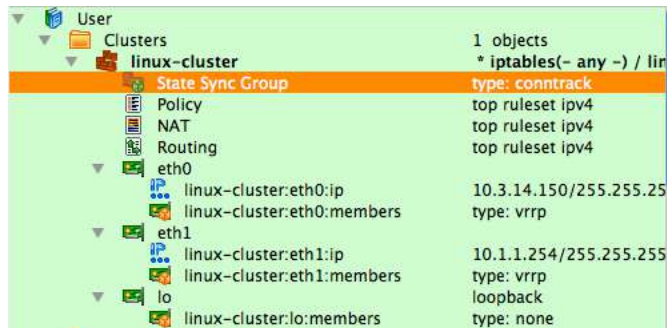 User
Clusters 1 objects
linux-cluster * iptables(- any -) / lin
State Sync Group type: conntrack
Policy top ruleset ipv4
NAT top ruleset ipv4
Routing top ruleset ipv4
eth0
IP linux-cluster:eth0:ip 10.3.14.150/255.255.25
linux-cluster:eth0:members type: vrrp
eth1
IP linux-cluster:eth1:ip 10.1.1.254/255.255.255
linux-cluster:eth1:members type: vrrp
lo loopback
linux-cluster:lo:members type: none